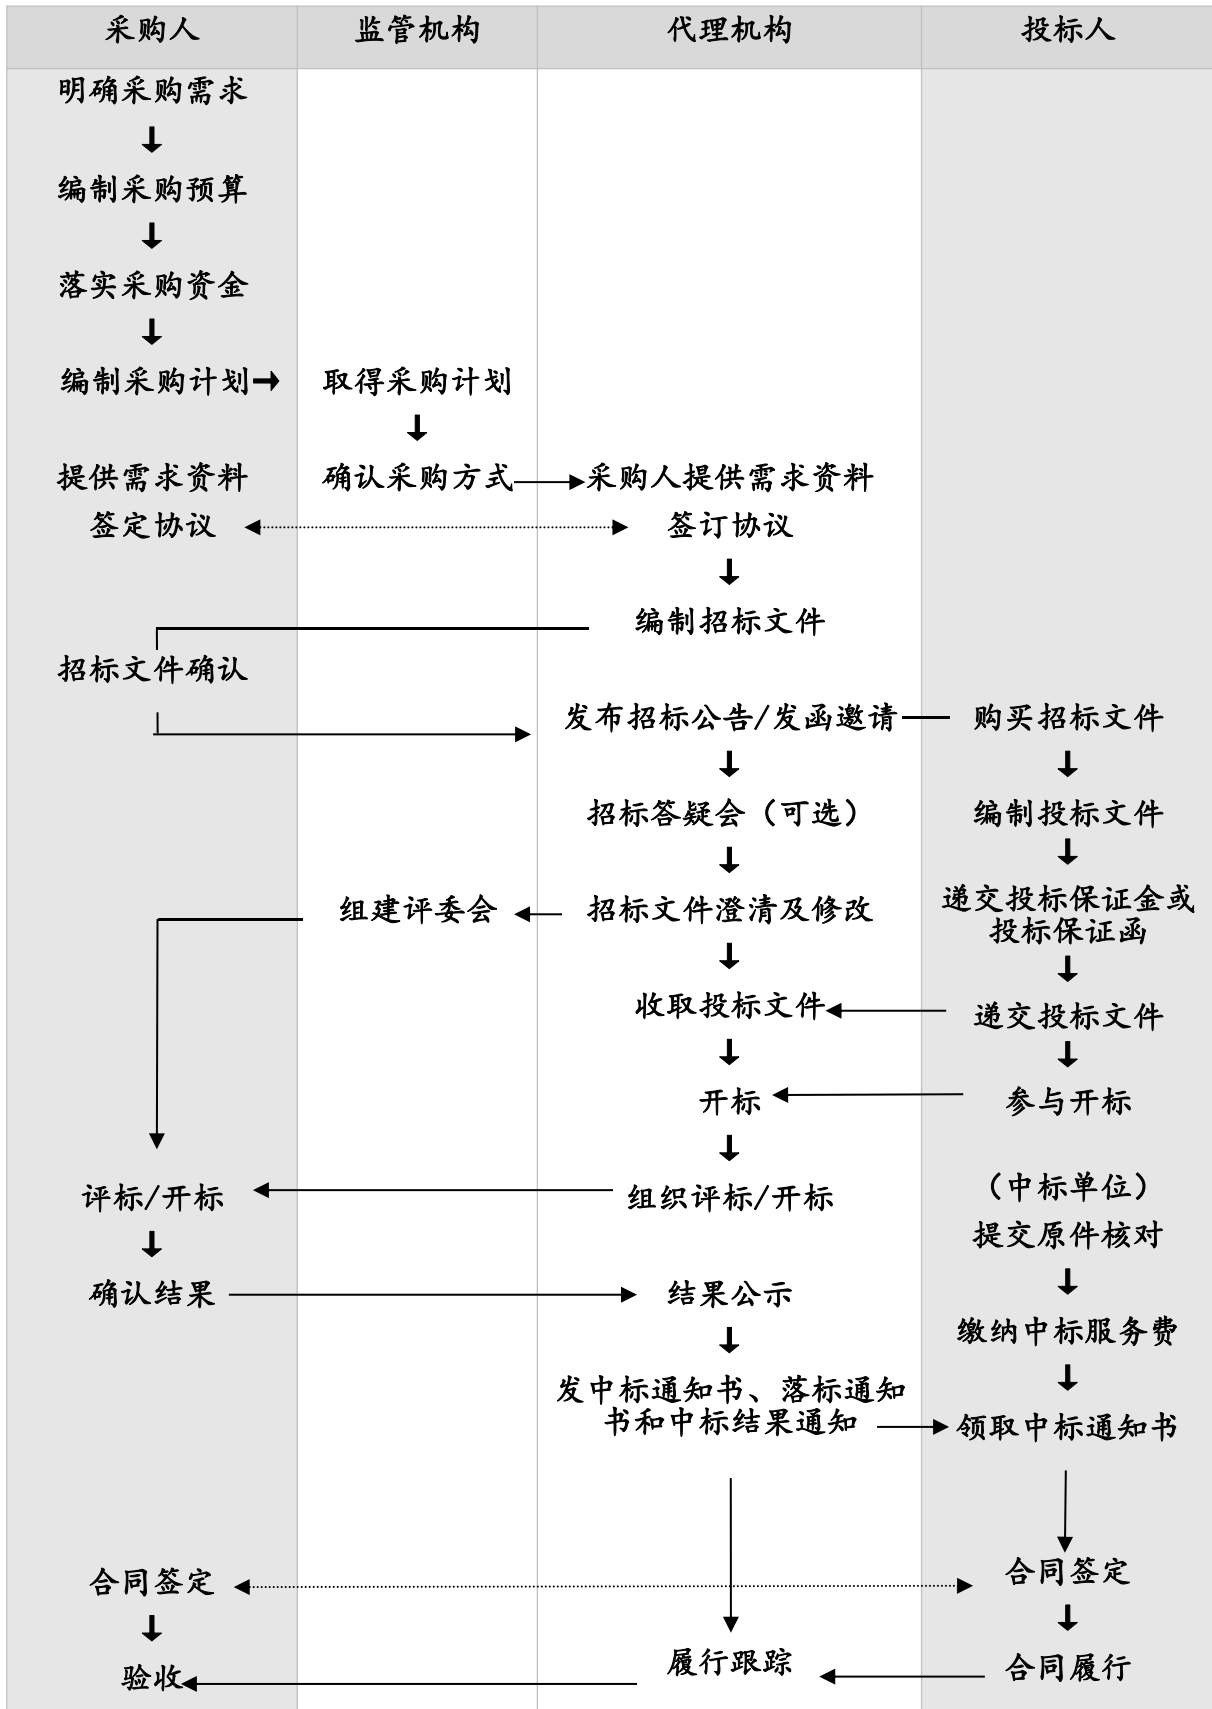 采购人 监管机构 代理机构 投标人
明确采购需求
编制采购预算
落实采购资金
编制采购计划 取得采购计划
提供需求资料 确认采购方式 采购人提供需求资料
签定协议 签订协议
编制招标文件
招标文件确认
发布招标公告/发函邀请 购买招标文件
招标答疑会（可选） 编制投标文件
组建评委会 招标文件澄清及修改 递交投标保证金或
投标保证函
收取投标文件 递交投标文件
开标 参与开标
评标/开标 组织评标/开标 （中标单位）
提交原件核对
确认结果 结果公示
缴纳中标服务费
发中标通知书、落标通知
书和中标结果通知 领取中标通知书
合同签定 合同签定
验收 履行跟踪 合同履行